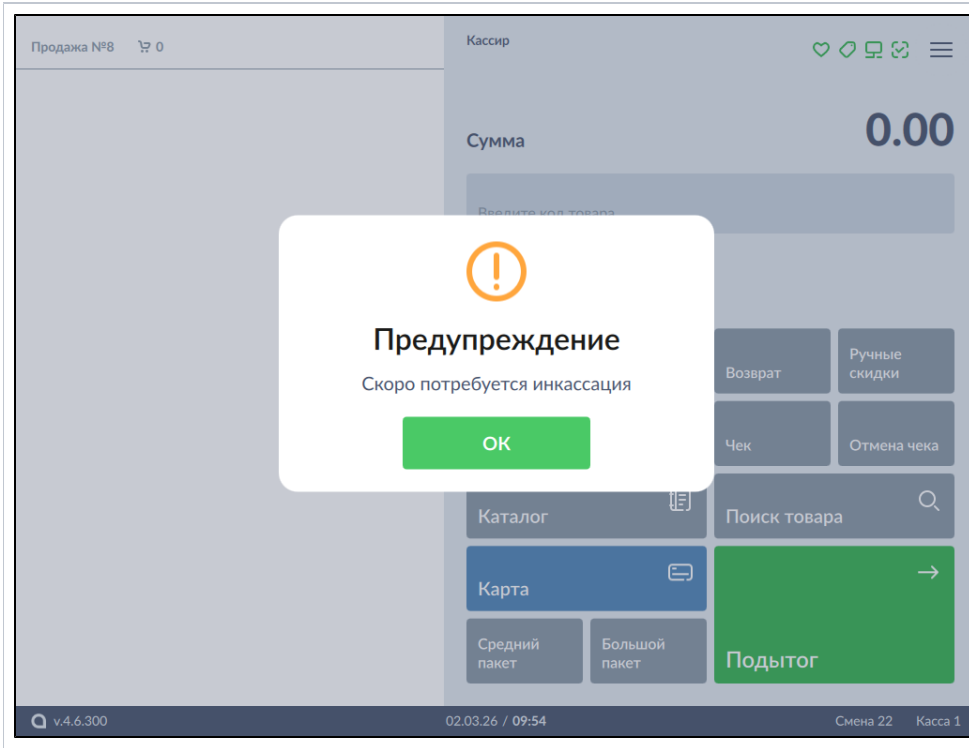 Продажа №8 0
Кассир
Сумма
0.00
Введите код товара
Предупреждение
Скоро потребуется инкассация
ОК
Возврат
Ручные
скидки
Чек
Отмена чека
Каталог
Поиск товара
Карта
Средний
пакет
Большой
пакет
Подытог
v.4.6.300
02.03.26 / 09:54
Смена 22
Касса 1